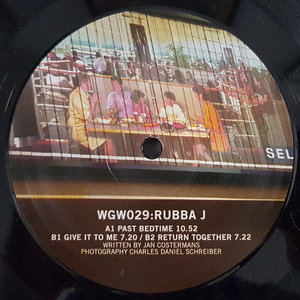 SEL
WGW029:RUBBA J
A1 PAST BEDTIME 10.52
B1 GIVE IT TO ME 7.20 / B2 RETURN TOGETHER 7.22
WRITTEN BY JAN COSTERMANS
PHOTOGRAPHY CHARLES DANIEL SCHREIBER